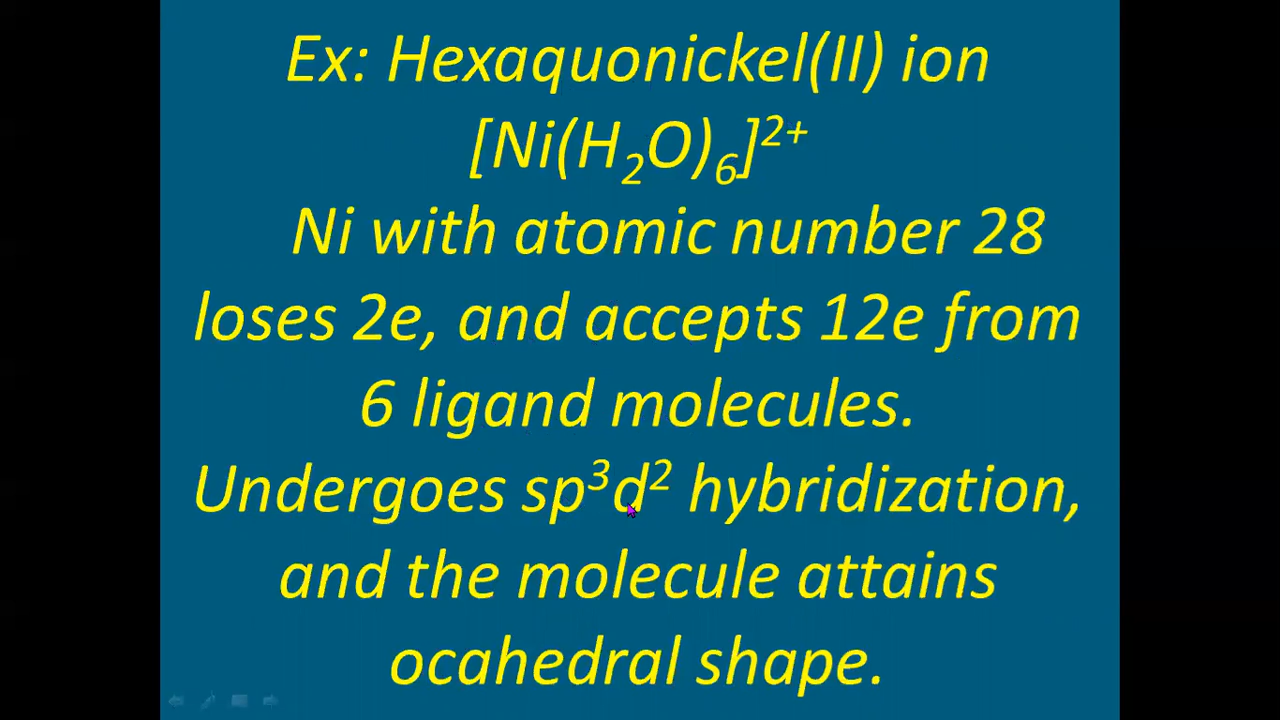 Ex: Hexaquonickel(II) ion
[Ni(H₂O)₆]²⁺
Ni with atomic number 28
loses 2e, and accepts 12e from
6 ligand molecules.
Undergoes sp³d² hybridization,
and the molecule attains
ocahedral shape.